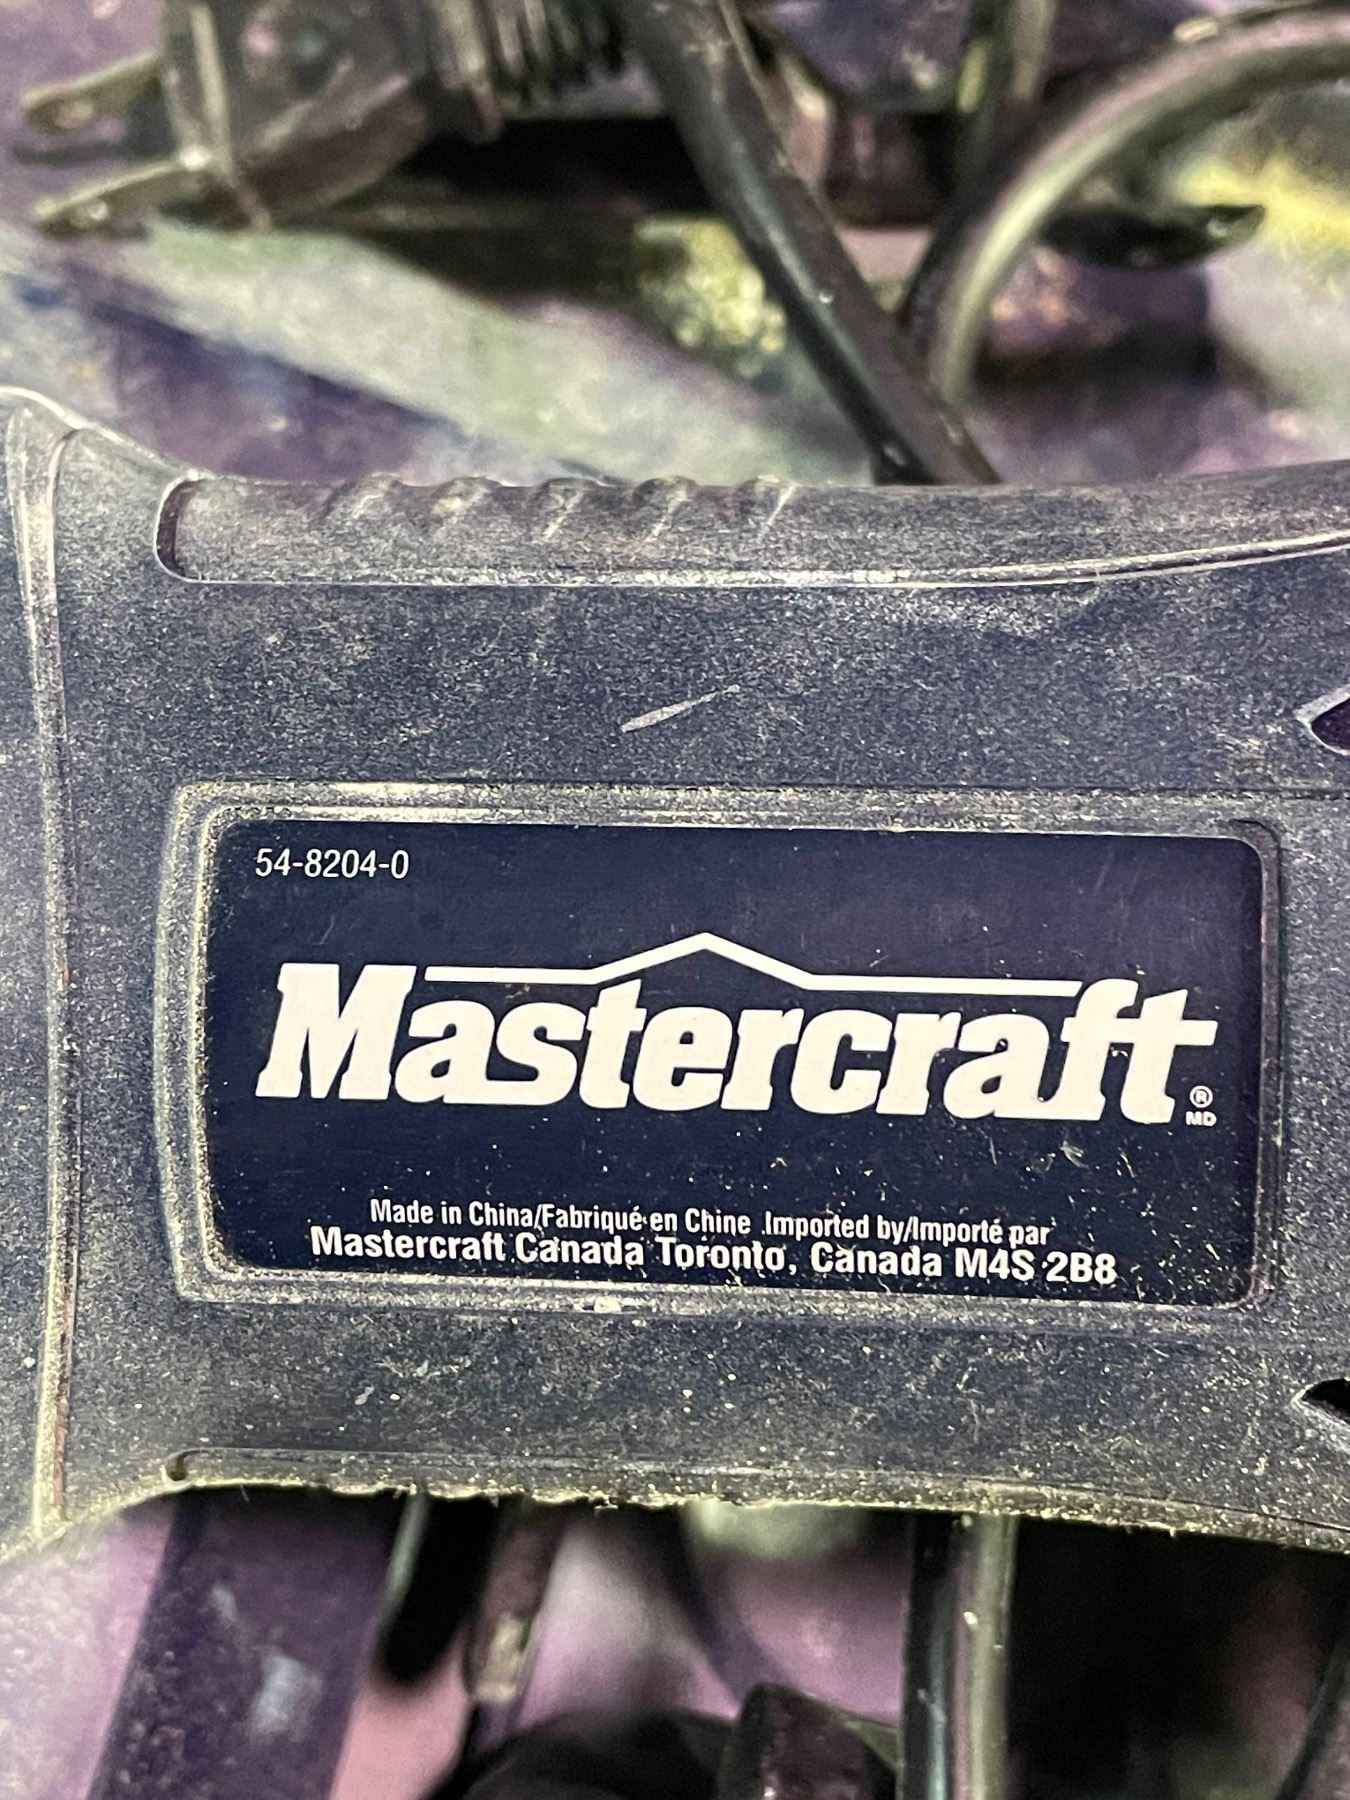 54-8204-0
Mastercraft
®
MD
Made in China/Fabriqué en Chine Imported by/Importé par
Mastercraft Canada Toronto, Canada M4S 2B8